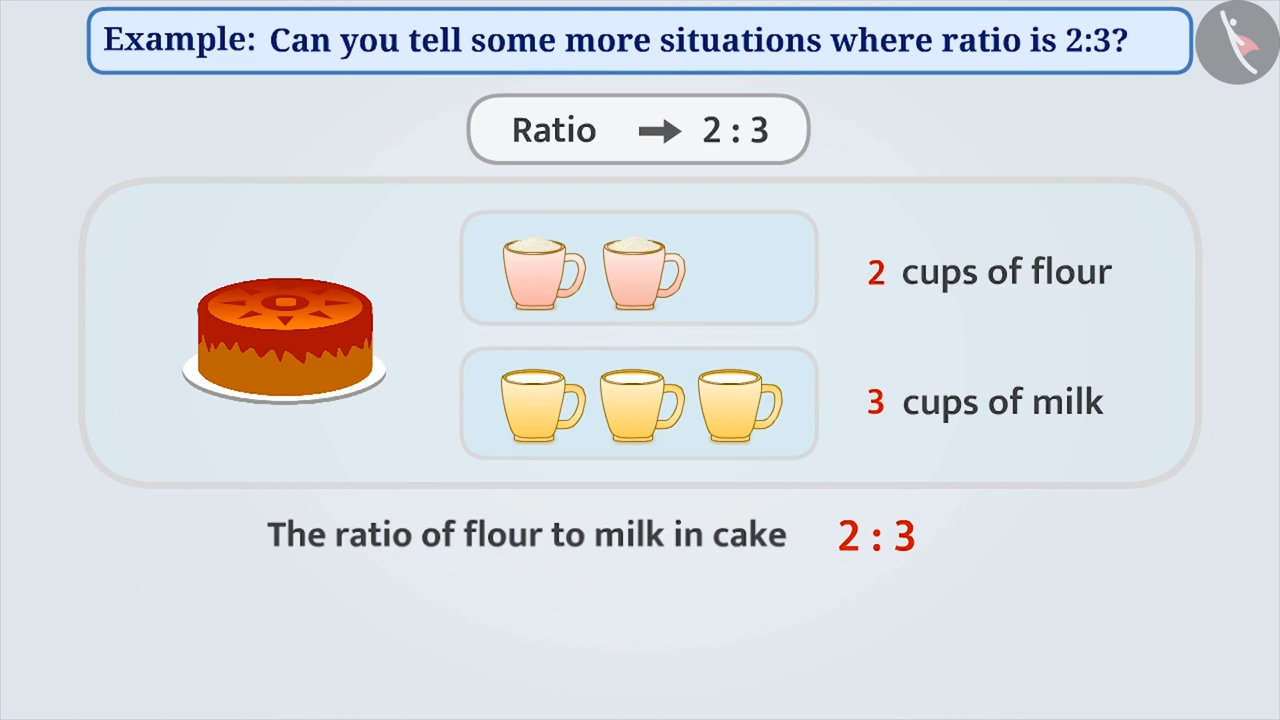 Example: Can you tell some more situations where ratio is 2:3?
Ratio → 2 : 3
2 cups of flour
3 cups of milk
The ratio of flour to milk in cake 2 : 3